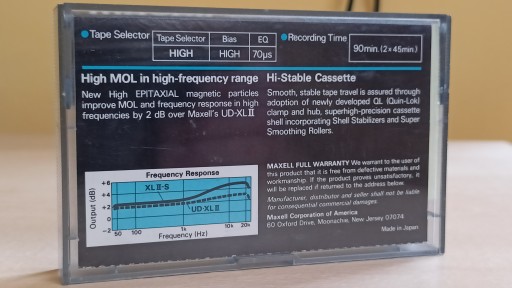 Tape Selector
Tape Selector Bias EQ
HIGH HIGH 70μs
Recording Time
90min. (2×45min.)
High MOL in high-frequency range
New High EPITAXIAL magnetic particles
improve MOL and frequency response in high
frequencies by 2 dB over Maxell's UD-XLⅡ
Hi-Stable Cassette
Smooth, stable tape travel is assured through
adoption of newly developed QL (Quin-Lok)
clamp and hub, superhigh-precision cassette
shell incorporating Shell Stabilizers and Super
Smoothing Rollers.
Frequency Response
Output (dB)
+6
+4
+2
0
-2
XLⅡ-S
UD-XLⅡ
50 100 1k 10k 20k
Frequency (Hz)
MAXELL FULL WARRANTY We warrant to the user of
this product that it is free from defective materials and
workmanship. If the product proves unsatisfactory, it
will be replaced if returned to the address below.
Manufacturer, distributor and seller shall not be liable
for consequential commercial damages.
Maxell Corporation of America
60 Oxford Drive, Moonachie, New Jersey 07074
Made in Japan